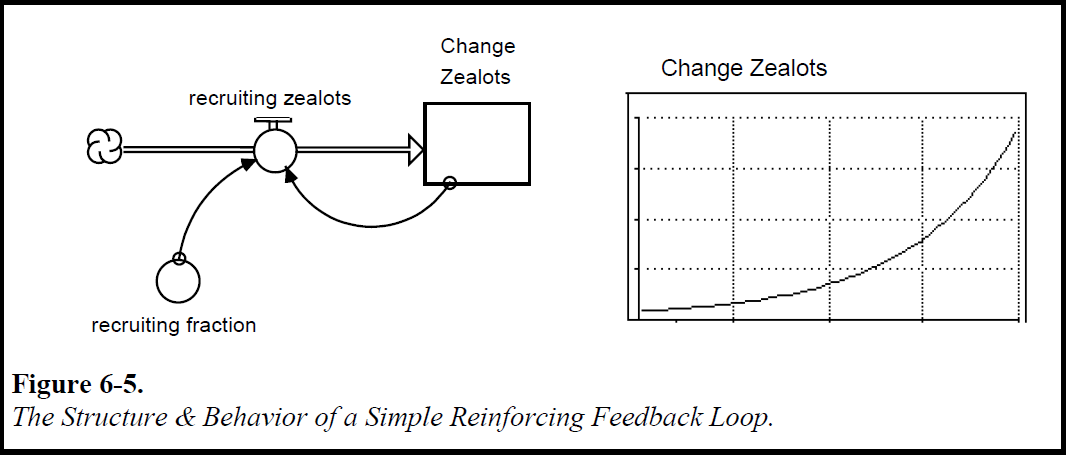 Change
Zealots
recruiting zealots
recruiting fraction
Change Zealots
Figure 6-5.
The Structure & Behavior of a Simple Reinforcing Feedback Loop.